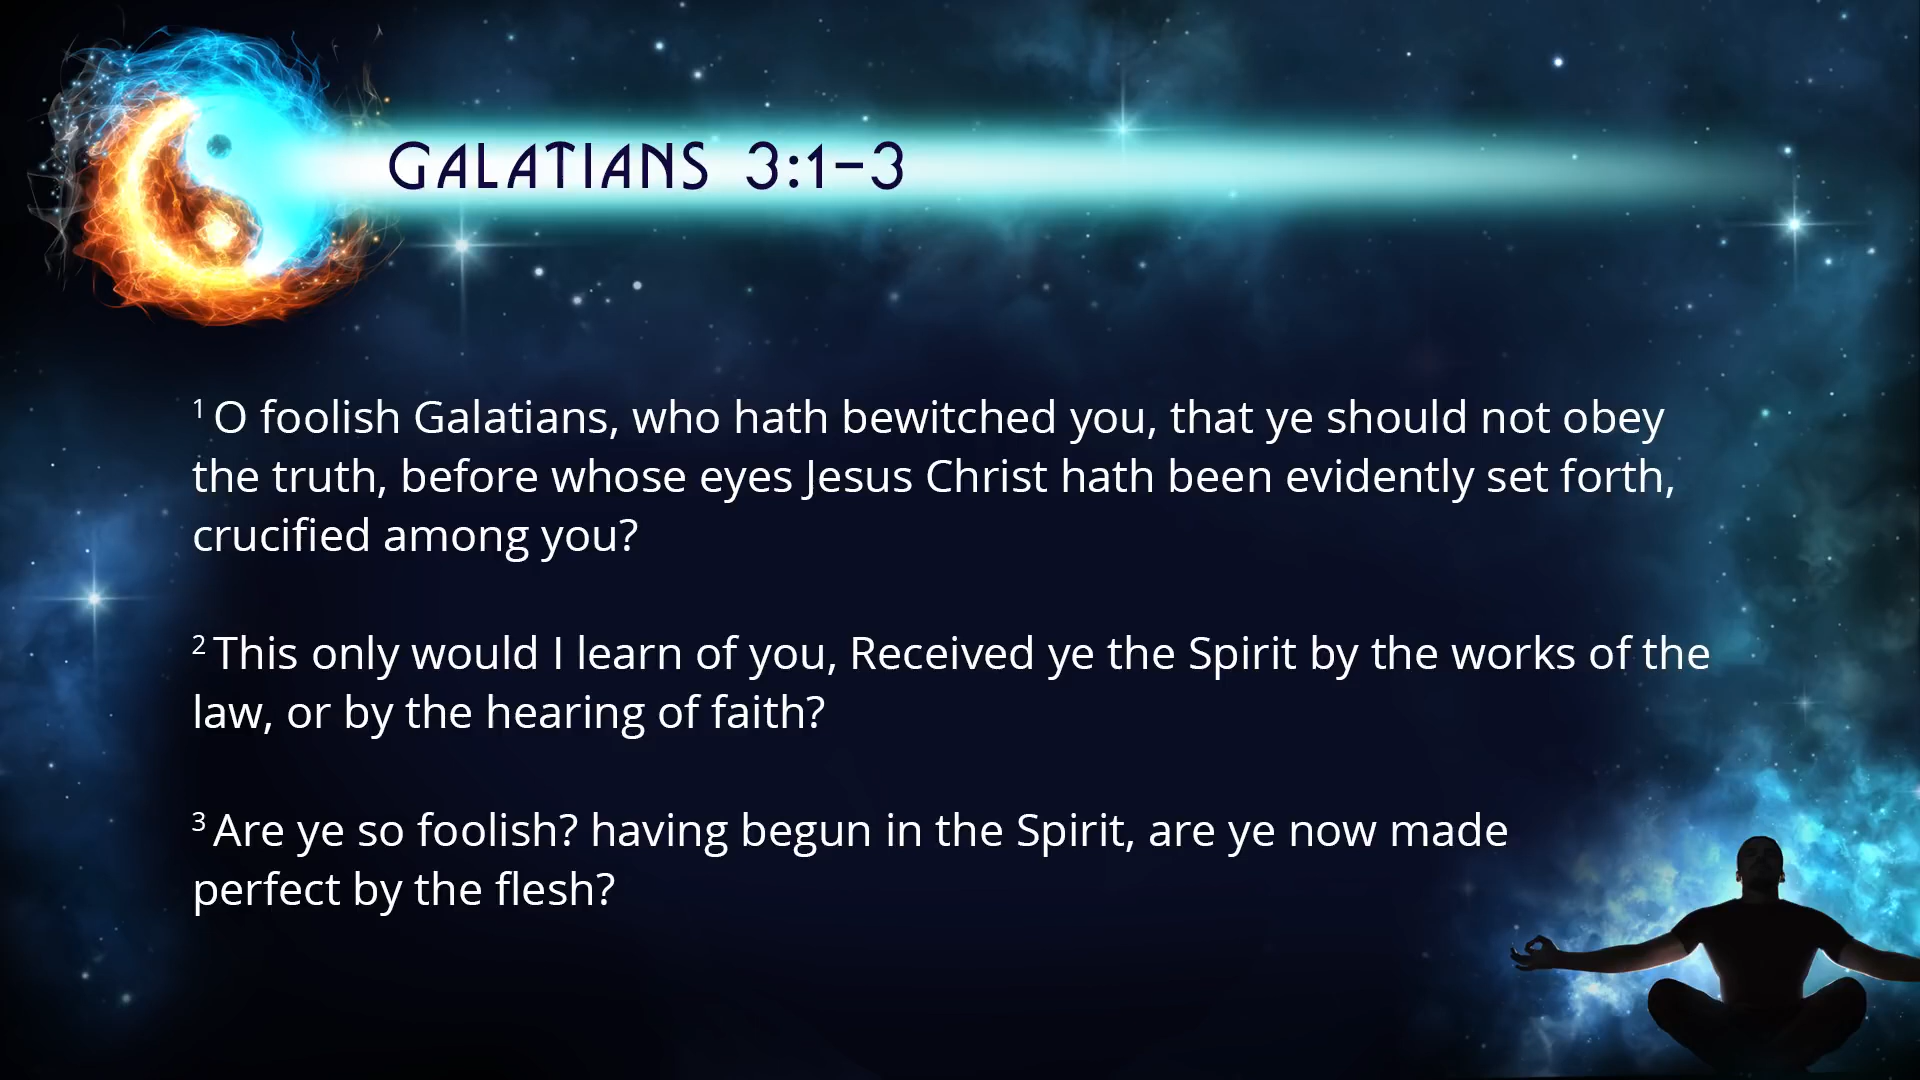 GALATIANS 3:1–3
1 O foolish Galatians, who hath bewitched you, that ye should not obey
the truth, before whose eyes Jesus Christ hath been evidently set forth,
crucified among you?
2 This only would I learn of you, Received ye the Spirit by the works of the
law, or by the hearing of faith?
3 Are ye so foolish? having begun in the Spirit, are ye now made
perfect by the flesh?